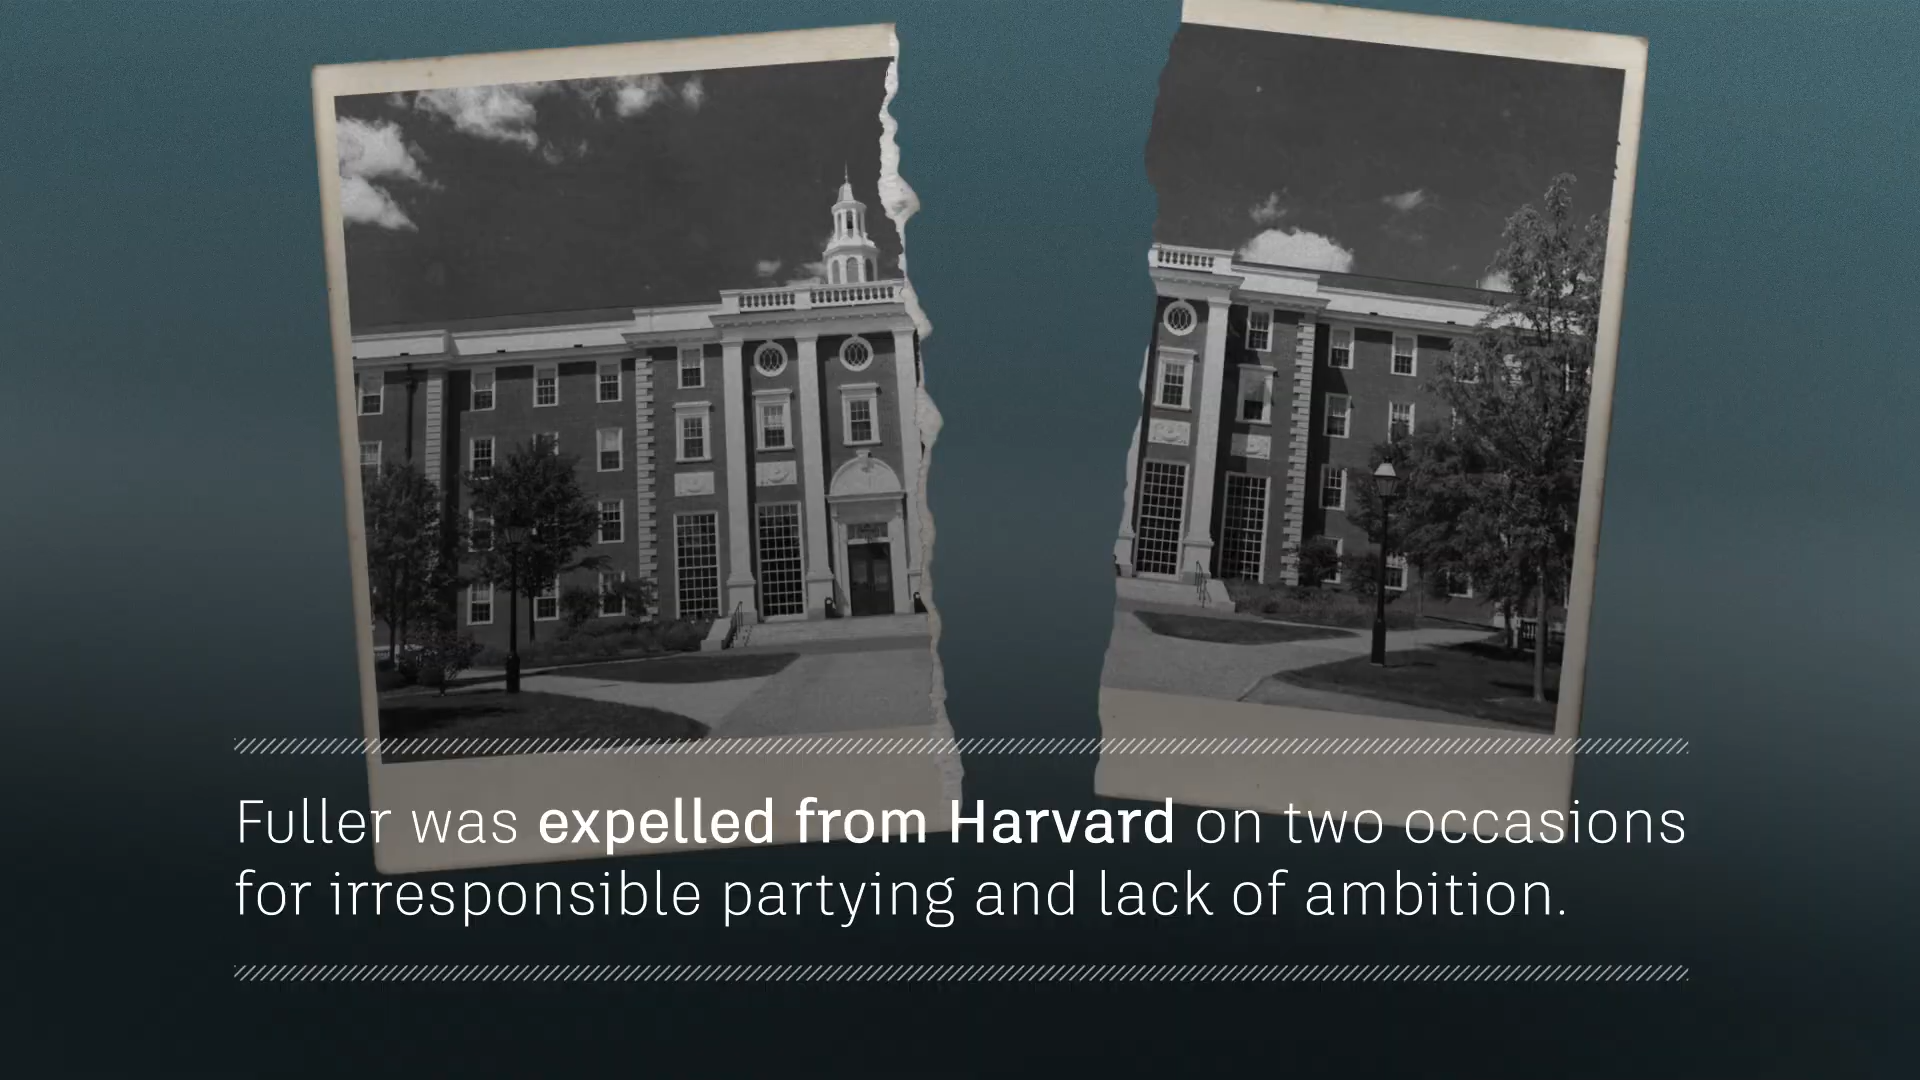 Fuller was expelled from Harvard on two occasions
for irresponsible partying and lack of ambition.